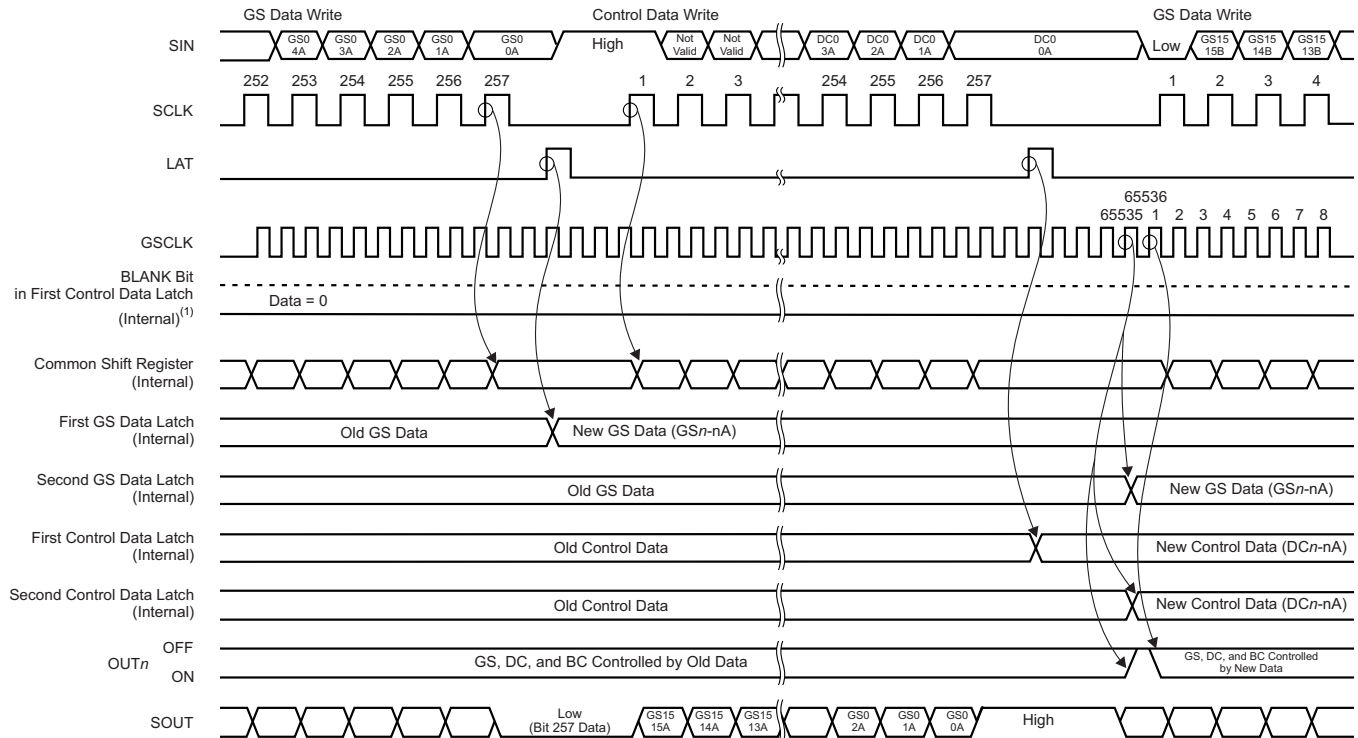 GS Data Write
Control Data Write
GS Data Write
SIN
GS0 4A
GS0 3A
GS0 2A
GS0 1A
GS0 0A
High
Not Valid
Not Valid
DC0 3A
DC0 2A
DC0 1A
DC0 0A
Low
GS15 15B
GS15 14B
GS15 13B
252 253 254 255 256 257 1 2 3 254 255 256 257 1 2 3 4
SCLK
LAT
65536
65535 1 2 3 4 5 6 7 8
GSCLK
BLANK Bit
in First Control Data Latch
(Internal)(1)
Data = 0
Common Shift Register
(Internal)
First GS Data Latch
(Internal)
Old GS Data
New GS Data (GSn-nA)
Second GS Data Latch
(Internal)
Old GS Data
New GS Data (GSn-nA)
First Control Data Latch
(Internal)
Old Control Data
New Control Data (DCn-nA)
Second Control Data Latch
(Internal)
Old Control Data
New Control Data (DCn-nA)
OFF
OUTn
ON
GS, DC, and BC Controlled by Old Data
GS, DC, and BC Controlled
by New Data
SOUT
Low
(Bit 257 Data)
GS15 15A
GS15 14A
GS15 13A
GS0 2A
GS0 1A
GS0 0A
High